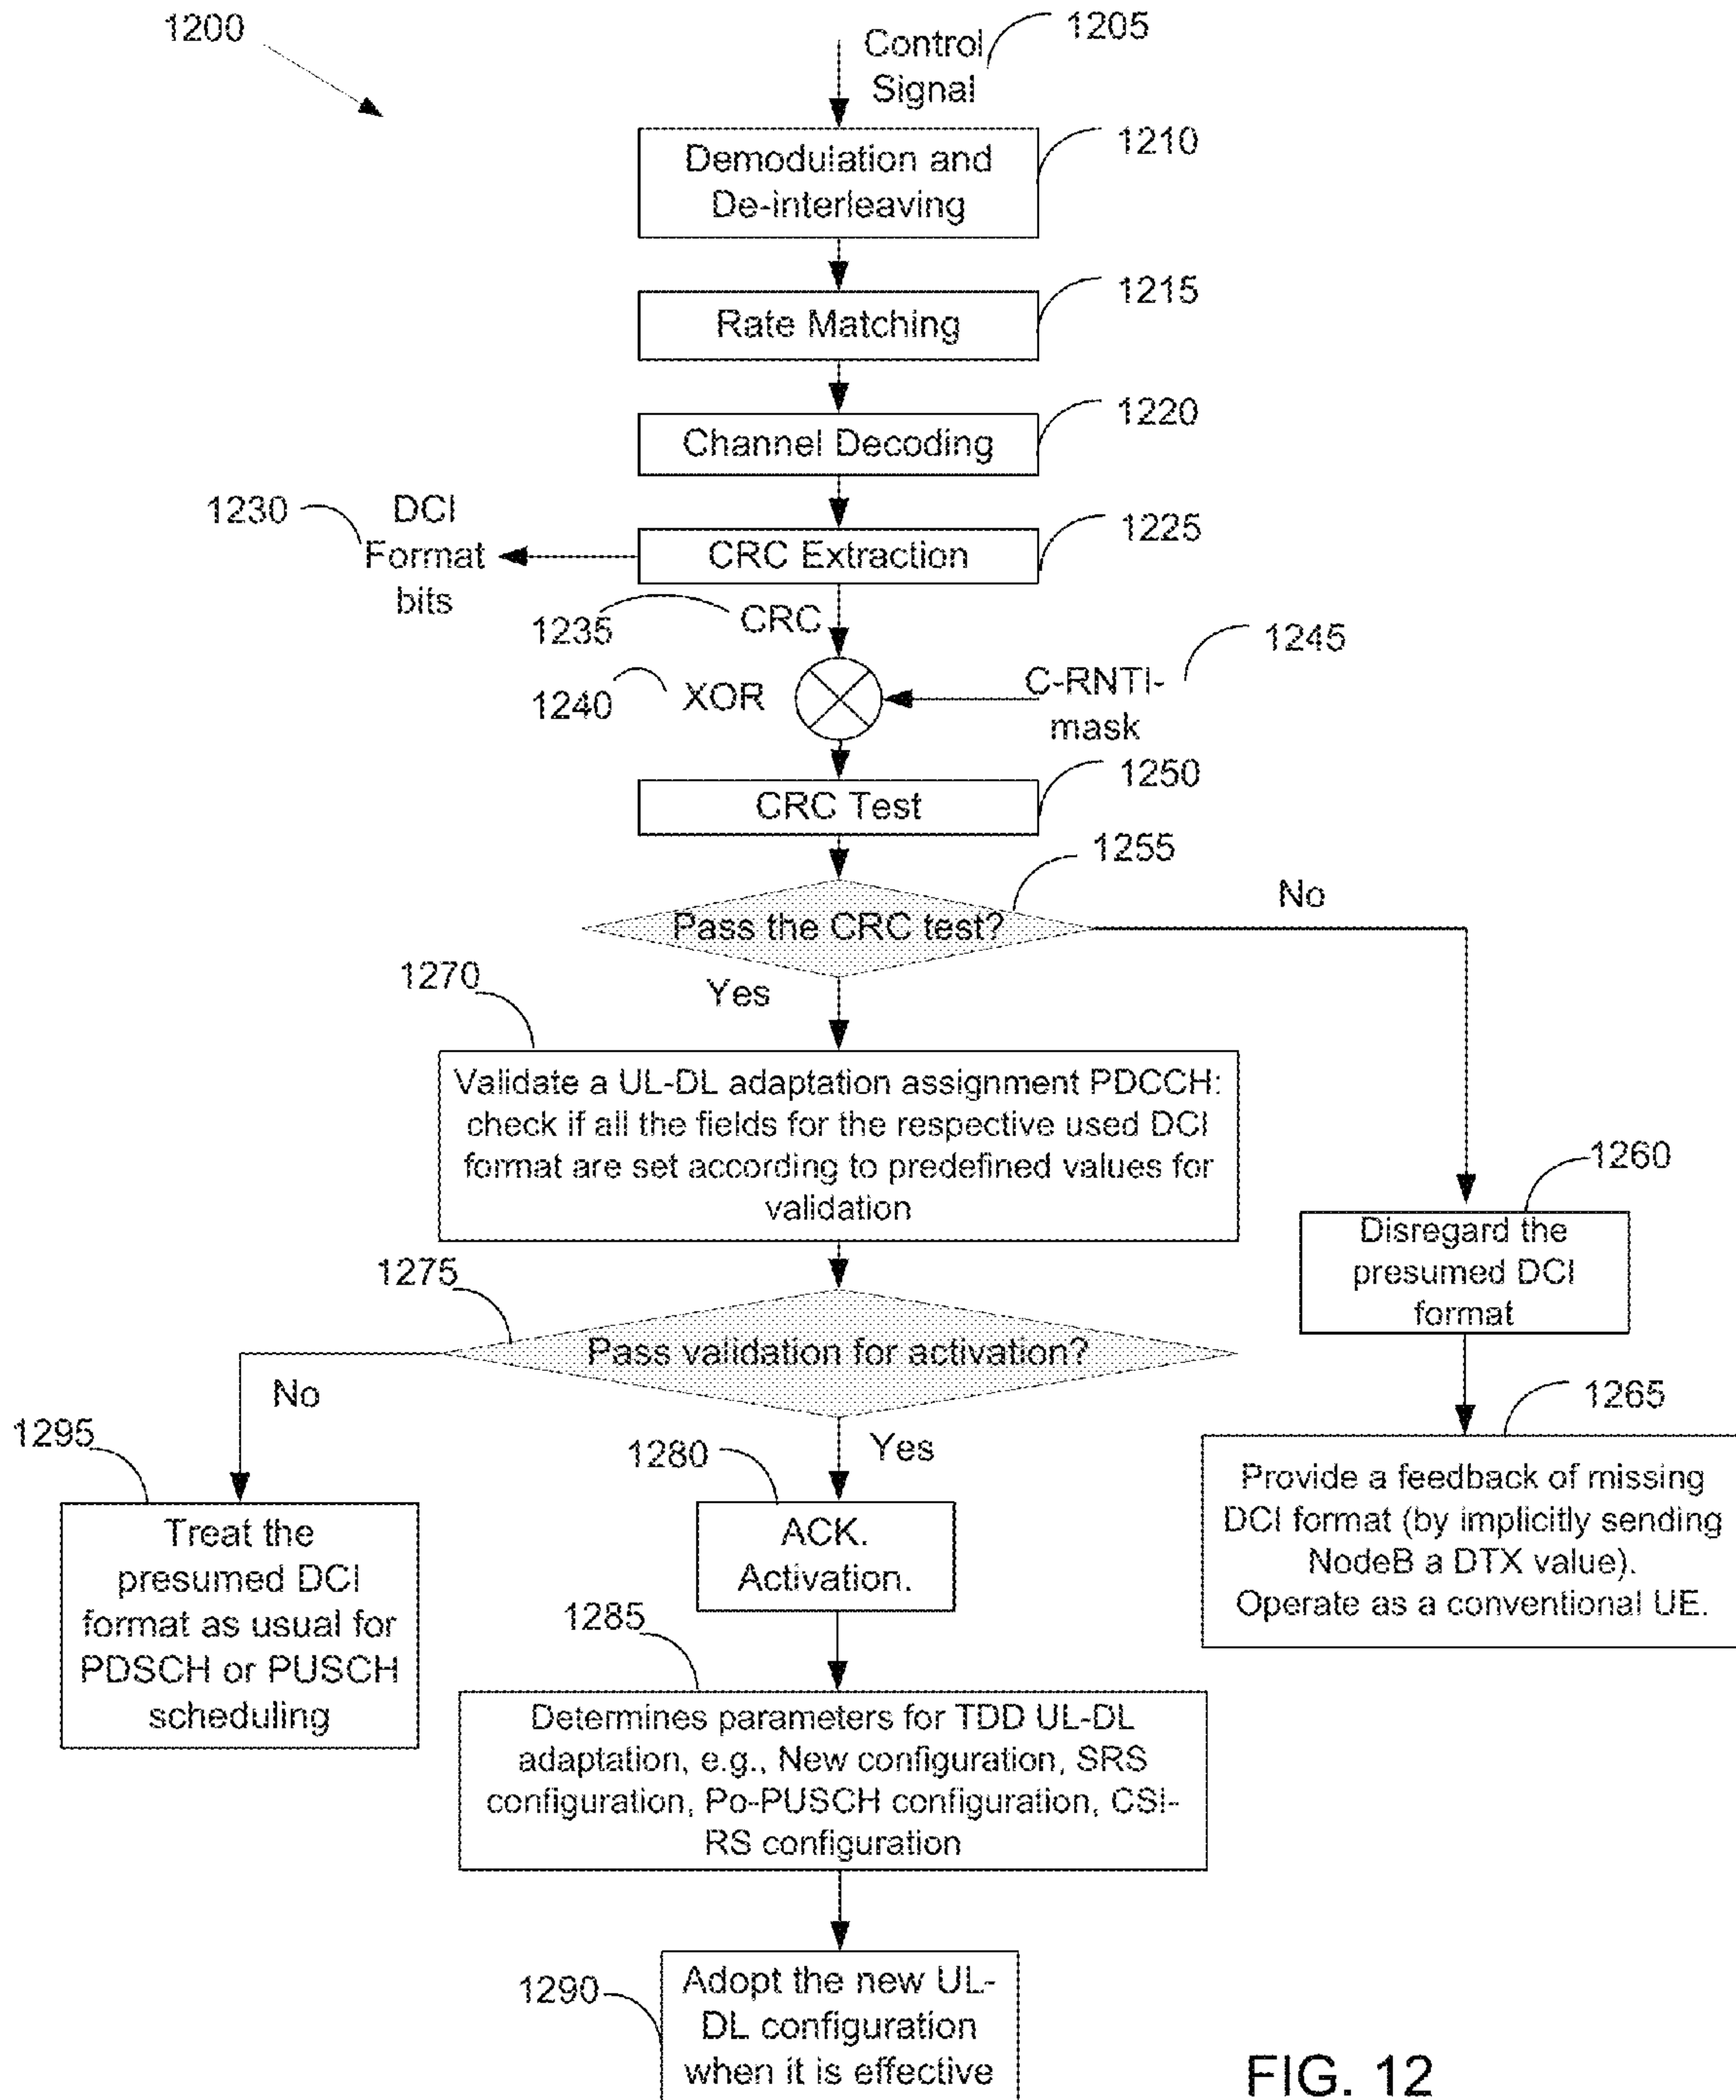 1200
Control
Signal
1205
Demodulation and
De-interleaving
1210
Rate Matching
1215
Channel Decoding
1220
1230
DCI
Format
bits
CRC Extraction
1225
1235
CRC
1240
XOR
C-RNTI-
mask
1245
CRC Test
1250
Pass the CRC test?
1255
No
Yes
1270
Validate a UL-DL adaptation assignment PDCCH:
check if all the fields for the respective used DCI
format are set according to predefined values for
validation
1260
Disregard the
presumed DCI
format
1275
Pass validation for activation?
No
Yes
1265
Provide a feedback of missing
DCI format (by implicitly sending
NodeB a DTX value).
Operate as a conventional UE.
1295
Treat the
presumed DCI
format as usual for
PDSCH or PUSCH
scheduling
1280
ACK.
Activation.
1285
Determines parameters for TDD UL-DL
adaptation, e.g., New configuration, SRS
configuration, Po-PUSCH configuration, CSI-
RS configuration
1290
Adopt the new UL-
DL configuration
when it is effective
FIG. 12